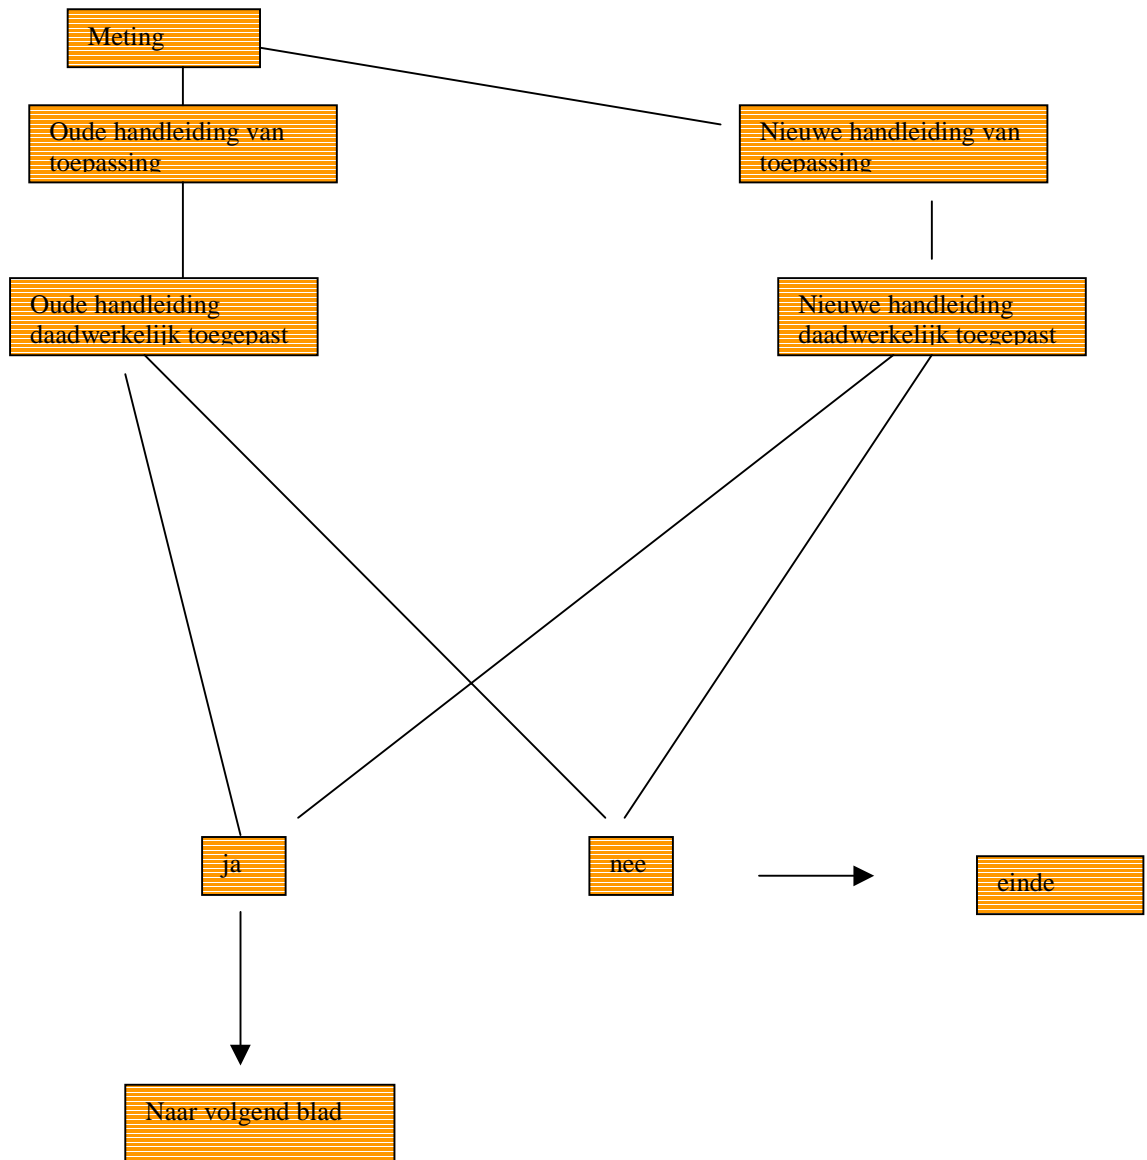 Meting
Oude handleiding van
toepassing
Nieuwe handleiding van
toepassing
Oude handleiding
daadwerkelijk toegepast
Nieuwe handleiding
daadwerkelijk toegepast
ja
nee
einde
Naar volgend blad